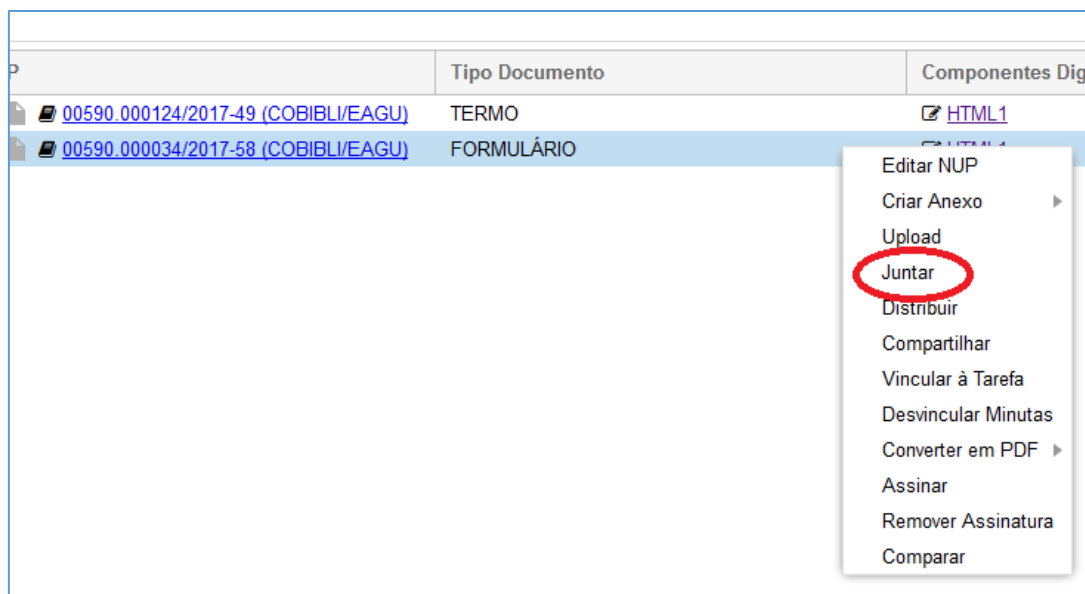 P Tipo Documento Componentes Dig
00590.000124/2017-49 (COBIBLI/EAGU) TERMO HTML1
00590.000034/2017-58 (COBIBLI/EAGU) FORMULÁRIO HTML1
Editar NUP
Criar Anexo
Upload
Juntar
Distribuir
Compartilhar
Vincular à Tarefa
Desvincular Minutas
Converter em PDF
Assinar
Remover Assinatura
Comparar